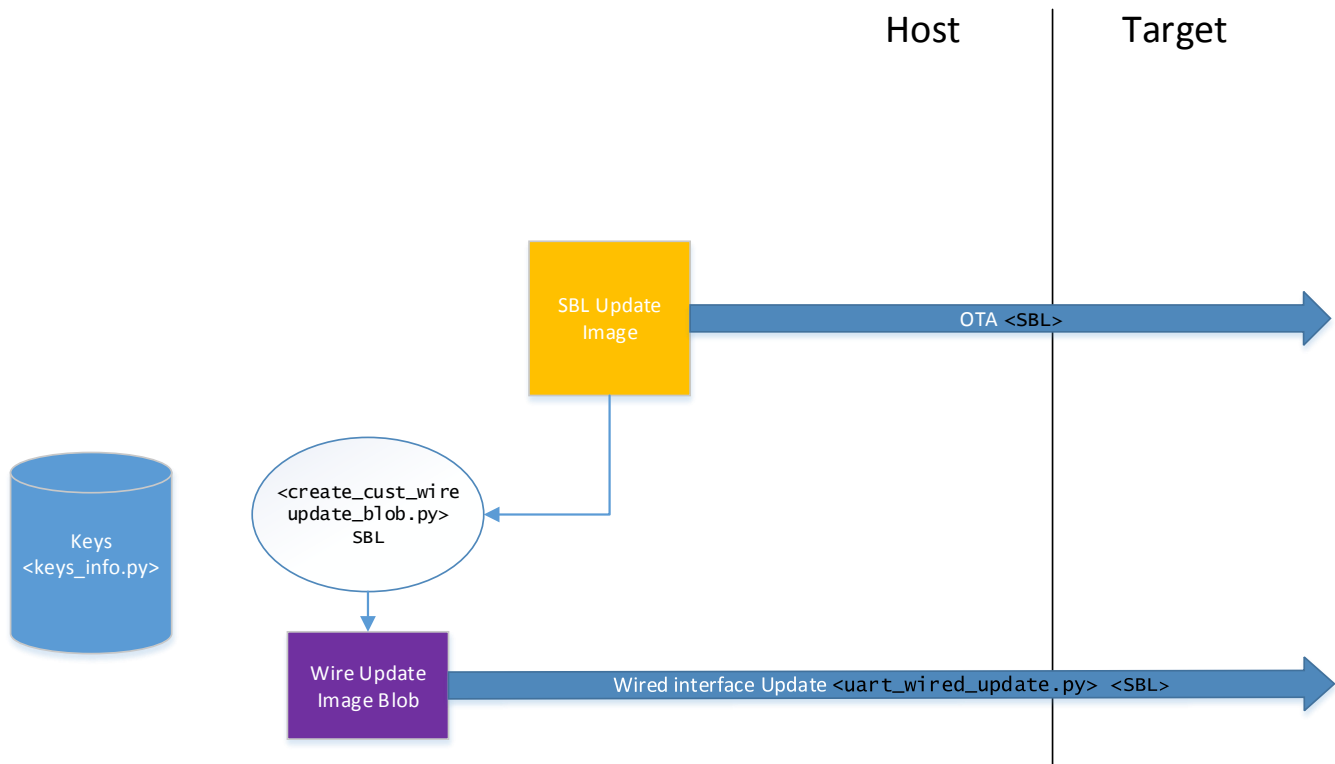 Host
Target
SBL Update
Image
OTA <SBL>
<create_cust_wire
update_blob.py>
SBL
Keys
<keys_info.py>
Wire Update
Image Blob
Wired interface Update <uart_wired_update.py> <SBL>